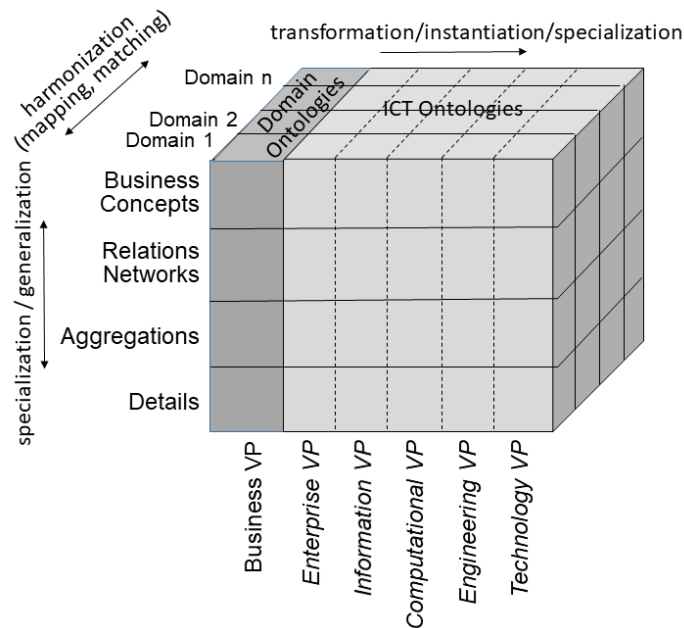 transformation/instantiation/specialization
harmonization
(mapping, matching)
Domain n
Domain 2
Domain 1
Domain
Ontologies
ICT Ontologies
specialization / generalization
Business
Concepts
Relations
Networks
Aggregations
Details
Business VP
Enterprise VP
Information VP
Computational VP
Engineering VP
Technology VP